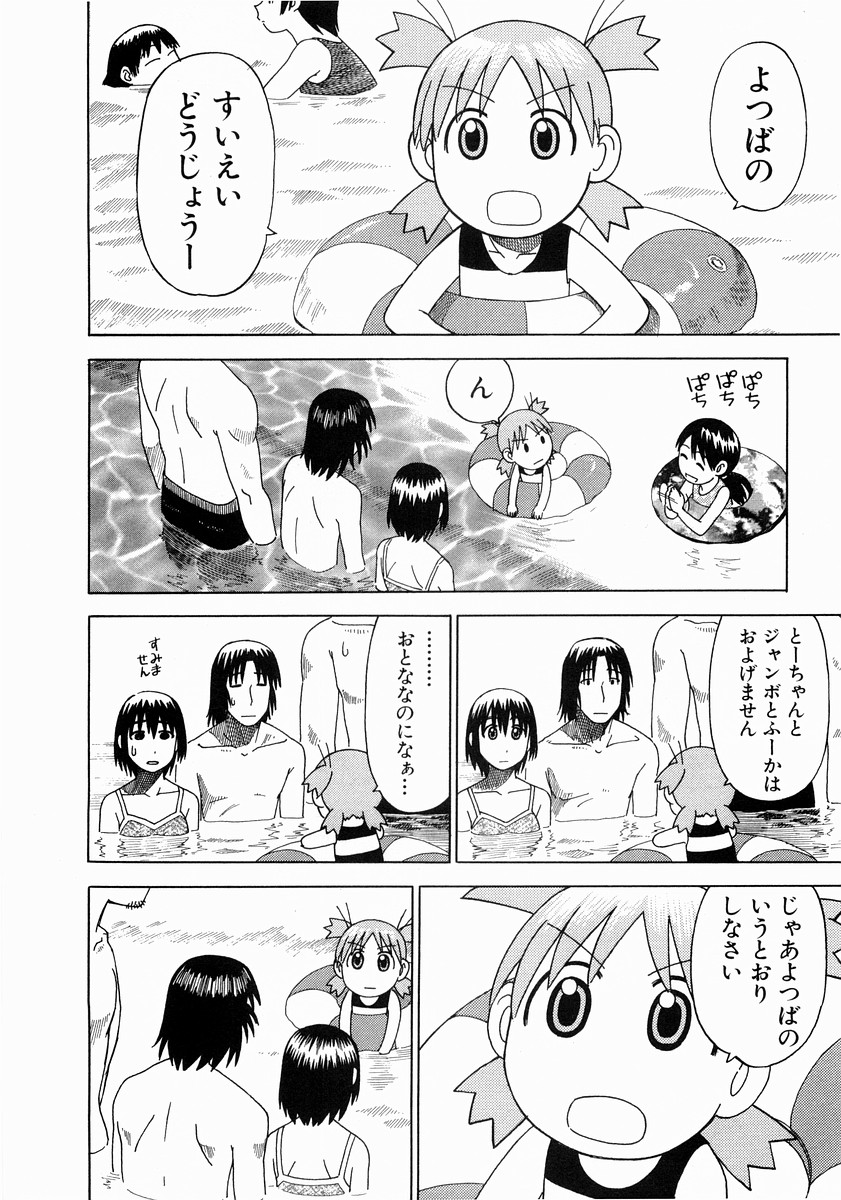 よつばの
すいえい
どうじょうー
ぱち
ぱち
ぱち
ん
とーちゃんと
ジャンボとふーかは
およげません
………
おとななのになぁ…
すみま
せん
じゃあよつばの
いうとおり
しなさい